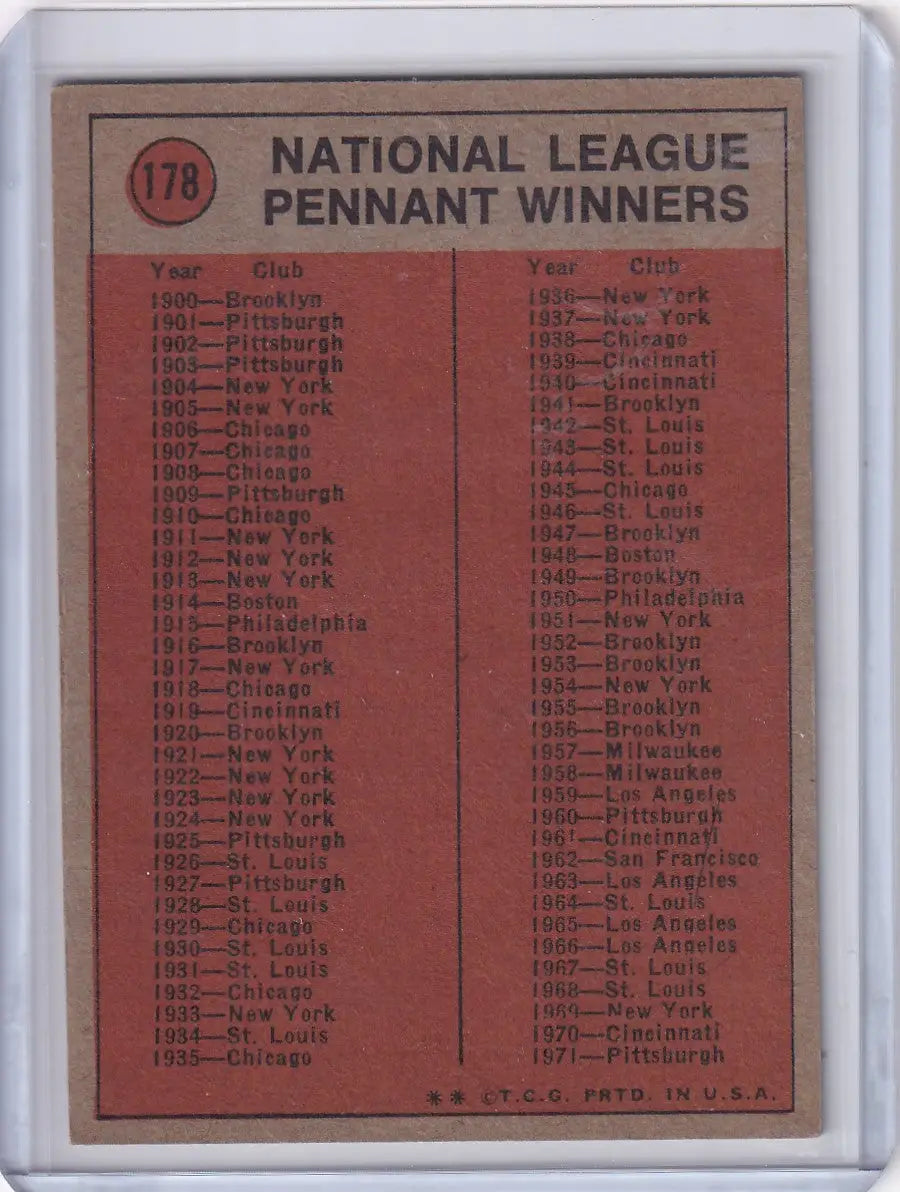 178
NATIONAL LEAGUE
PENNANT WINNERS
Year Club
1900—Brooklyn
1901—Pittsburgh
1902—Pittsburgh
1903—Pittsburgh
1904—New York
1905—New York
1906—Chicago
1907—Chicago
1908—Chicago
1909—Pittsburgh
1910—Chicago
1911—New York
1912—New York
1913—New York
1914—Boston
1915—Philadelphia
1916—Brooklyn
1917—New York
1918—Chicago
1919—Cincinnati
1920—Brooklyn
1921—New York
1922—New York
1923—New York
1924—New York
1925—Pittsburgh
1926—St. Louis
1927—Pittsburgh
1928—St. Louis
1929—Chicago
1930—St. Louis
1931—St. Louis
1932—Chicago
1933—New York
1934—St. Louis
1935—Chicago
Year Club
1936—New York
1937—New York
1938—Chicago
1939—Cincinnati
1940—Cincinnati
1941—Brooklyn
1942—St. Louis
1943—St. Louis
1944—St. Louis
1945—Chicago
1946—St. Louis
1947—Brooklyn
1948—Boston
1949—Brooklyn
1950—Philadelphia
1951—New York
1952—Brooklyn
1953—Brooklyn
1954—New York
1955—Brooklyn
1956—Brooklyn
1957—Milwaukee
1958—Milwaukee
1959—Los Angeles
1960—Pittsburgh
1961—Cincinnati
1962—San Francisco
1963—Los Angeles
1964—St. Louis
1965—Los Angeles
1966—Los Angeles
1967—St. Louis
1968—St. Louis
1969—New York
1970—Cincinnati
1971—Pittsburgh
** ©T.C.G. PRTD. IN U.S.A.